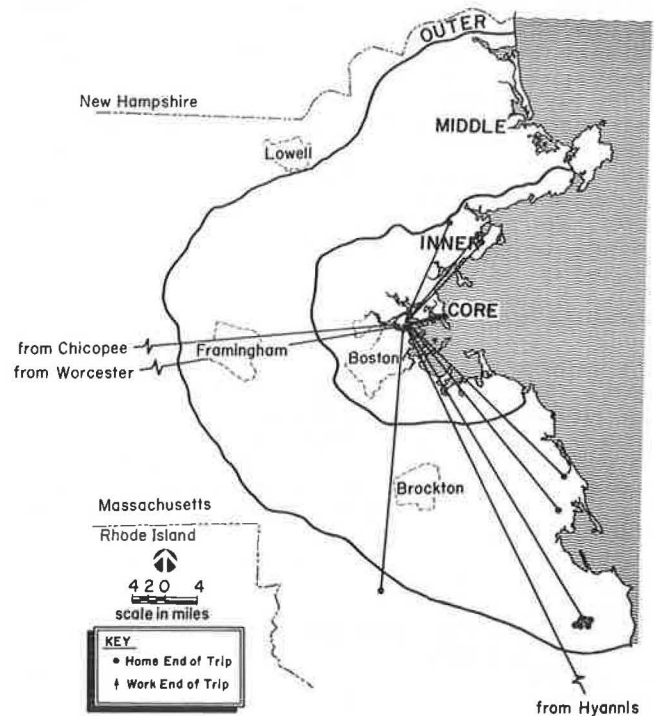 OUTER
New Hampshire
MIDDLE
Lowell
INNER
CORE
from Chicopee
Framingham
Boston
from Worcester
Brockton
Massachusetts
Rhode Island
4 2 0 4
scale in miles
KEY
Home End of Trip
Work End of Trip
from Hyannis